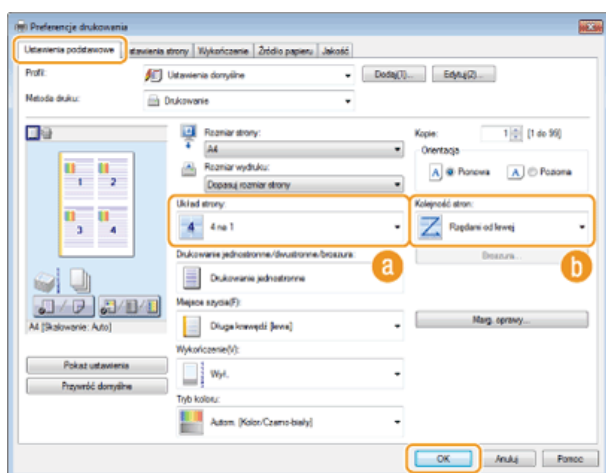 Preferencje drukowania
Ustawienia podstawowe
stawienia strony
Wykończenie
Źródło papieru
Jakość
Profil:
Ustawienia domyślne
Dodaj(1)...
Edytuj(2)...
Metoda druku:
Drukowanie
Rozmiar strony:
A4
Rozmiar wydruku:
Dopasuj rozmiar strony
Kopie:
1 [1 do 99]
Orientacja
A Pionowa
A Pozioma
1 2
3 4
Układ strony:
4 4 na 1
a
Kolejność stron:
Rzędami od lewej
b
Drukowanie jednostronne/dwustronne/broszura:
Drukowanie jednostronne
Broszura...
A4 [Skalowanie: Auto]
Miejsce szycia(F):
Długa krawędź [lewa]
Marg. oprawy...
Pokaż ustawienia
Przywróć domyślne
Wykończenie(V):
Wył.
Tryb koloru:
Autom. [Kolor/Czarno-biały]
OK
Anuluj
Pomoc